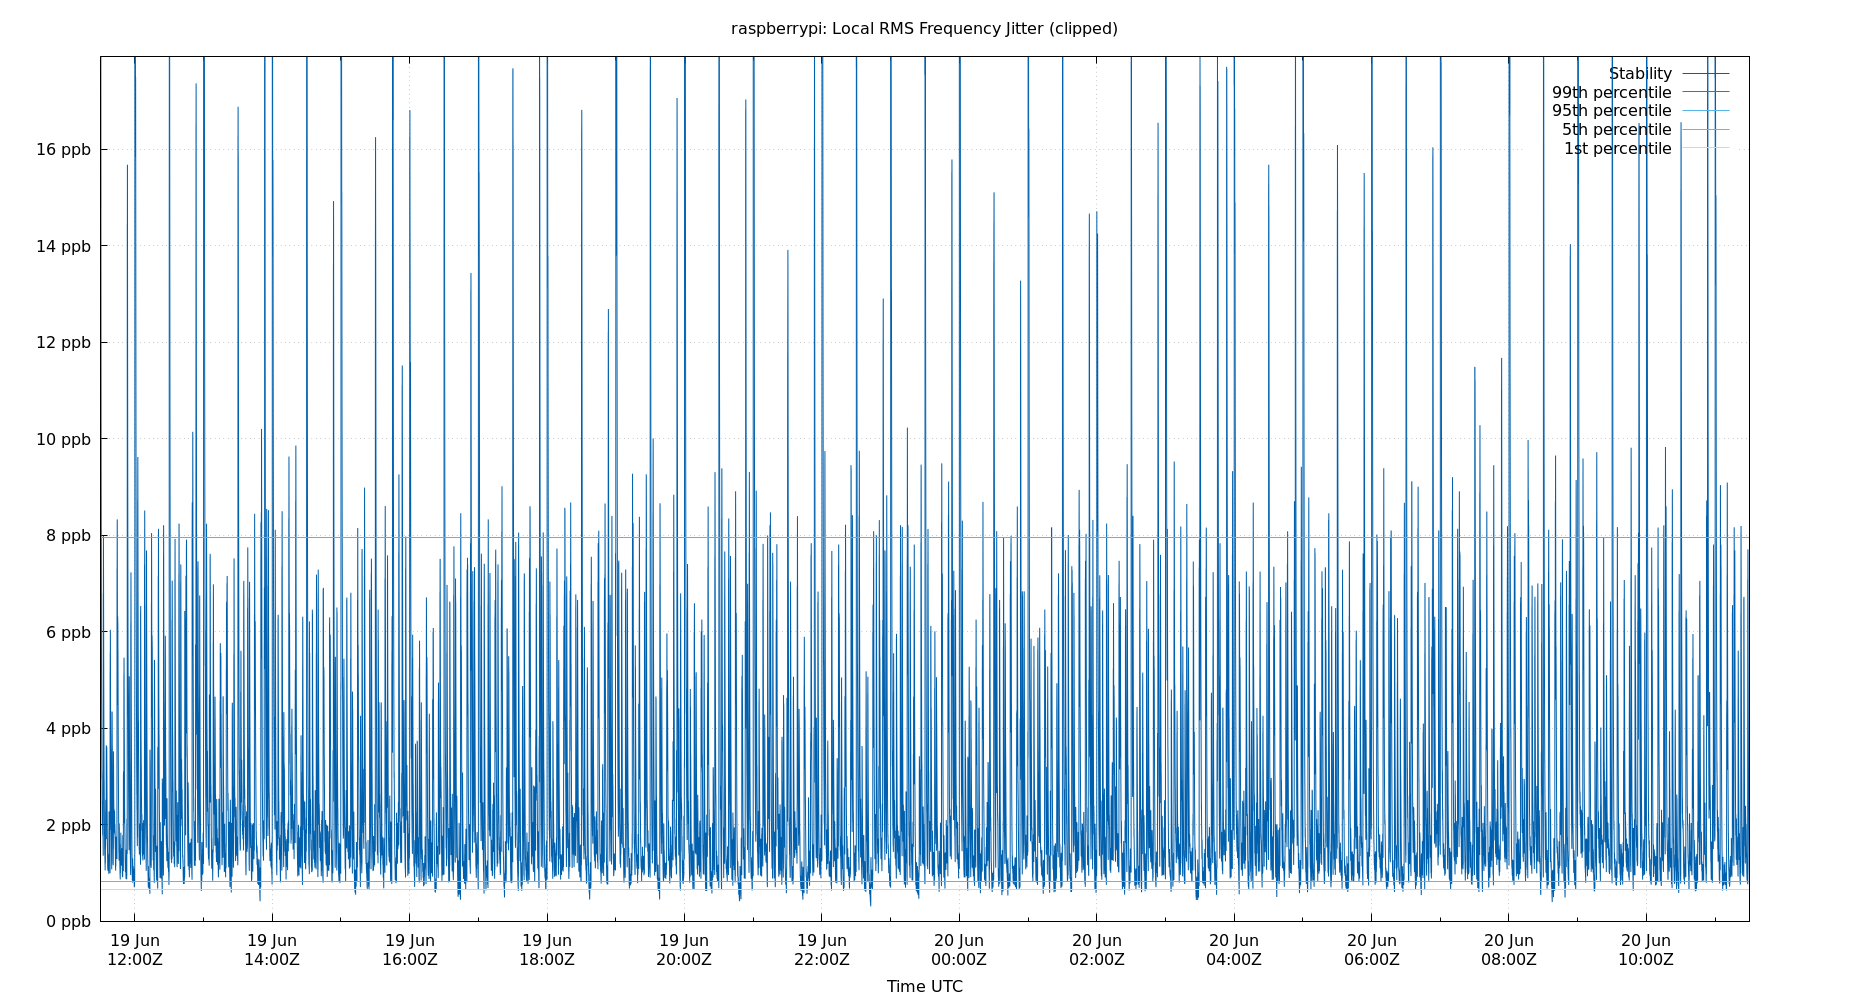 raspberrypi: Local RMS Frequency Jitter (clipped)
Stability
99th percentile
95th percentile
5th percentile
1st percentile
16 ppb
14 ppb
12 ppb
10 ppb
8 ppb
6 ppb
4 ppb
2 ppb
0 ppb
19 Jun 19 Jun 19 Jun 19 Jun 19 Jun 19 Jun 20 Jun 20 Jun 20 Jun 20 Jun 20 Jun 20 Jun
12:00Z 14:00Z 16:00Z 18:00Z 20:00Z 22:00Z 00:00Z 02:00Z 04:00Z 06:00Z 08:00Z 10:00Z
Time UTC